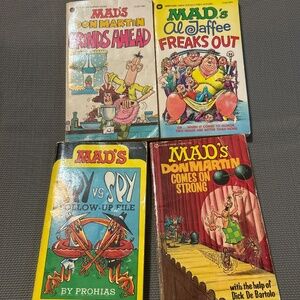 MAD'S
DON MARTIN
GRINDS AHEAD
MAD's
Al Jaffee
FREAKS OUT
MAD'S
SPY vs SPY
FOLLOW-UP FILE
BY PROHIAS
MAD's
DON MARTIN
COMES ON
STRONG
with the help of
Dick De Bartolo